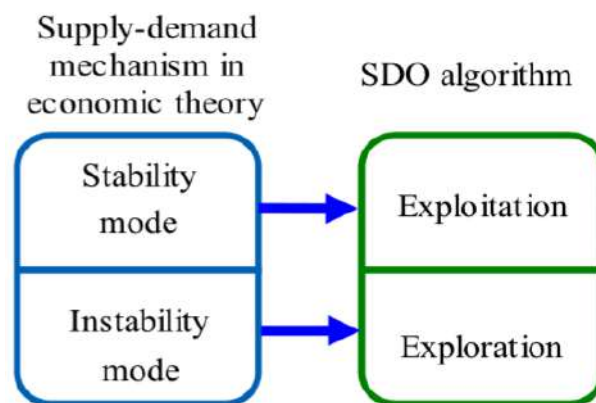 Supply-demand
mechanism in
economic theory
SDO algorithm
Stability
mode
Exploitation
Instability
mode
Exploration